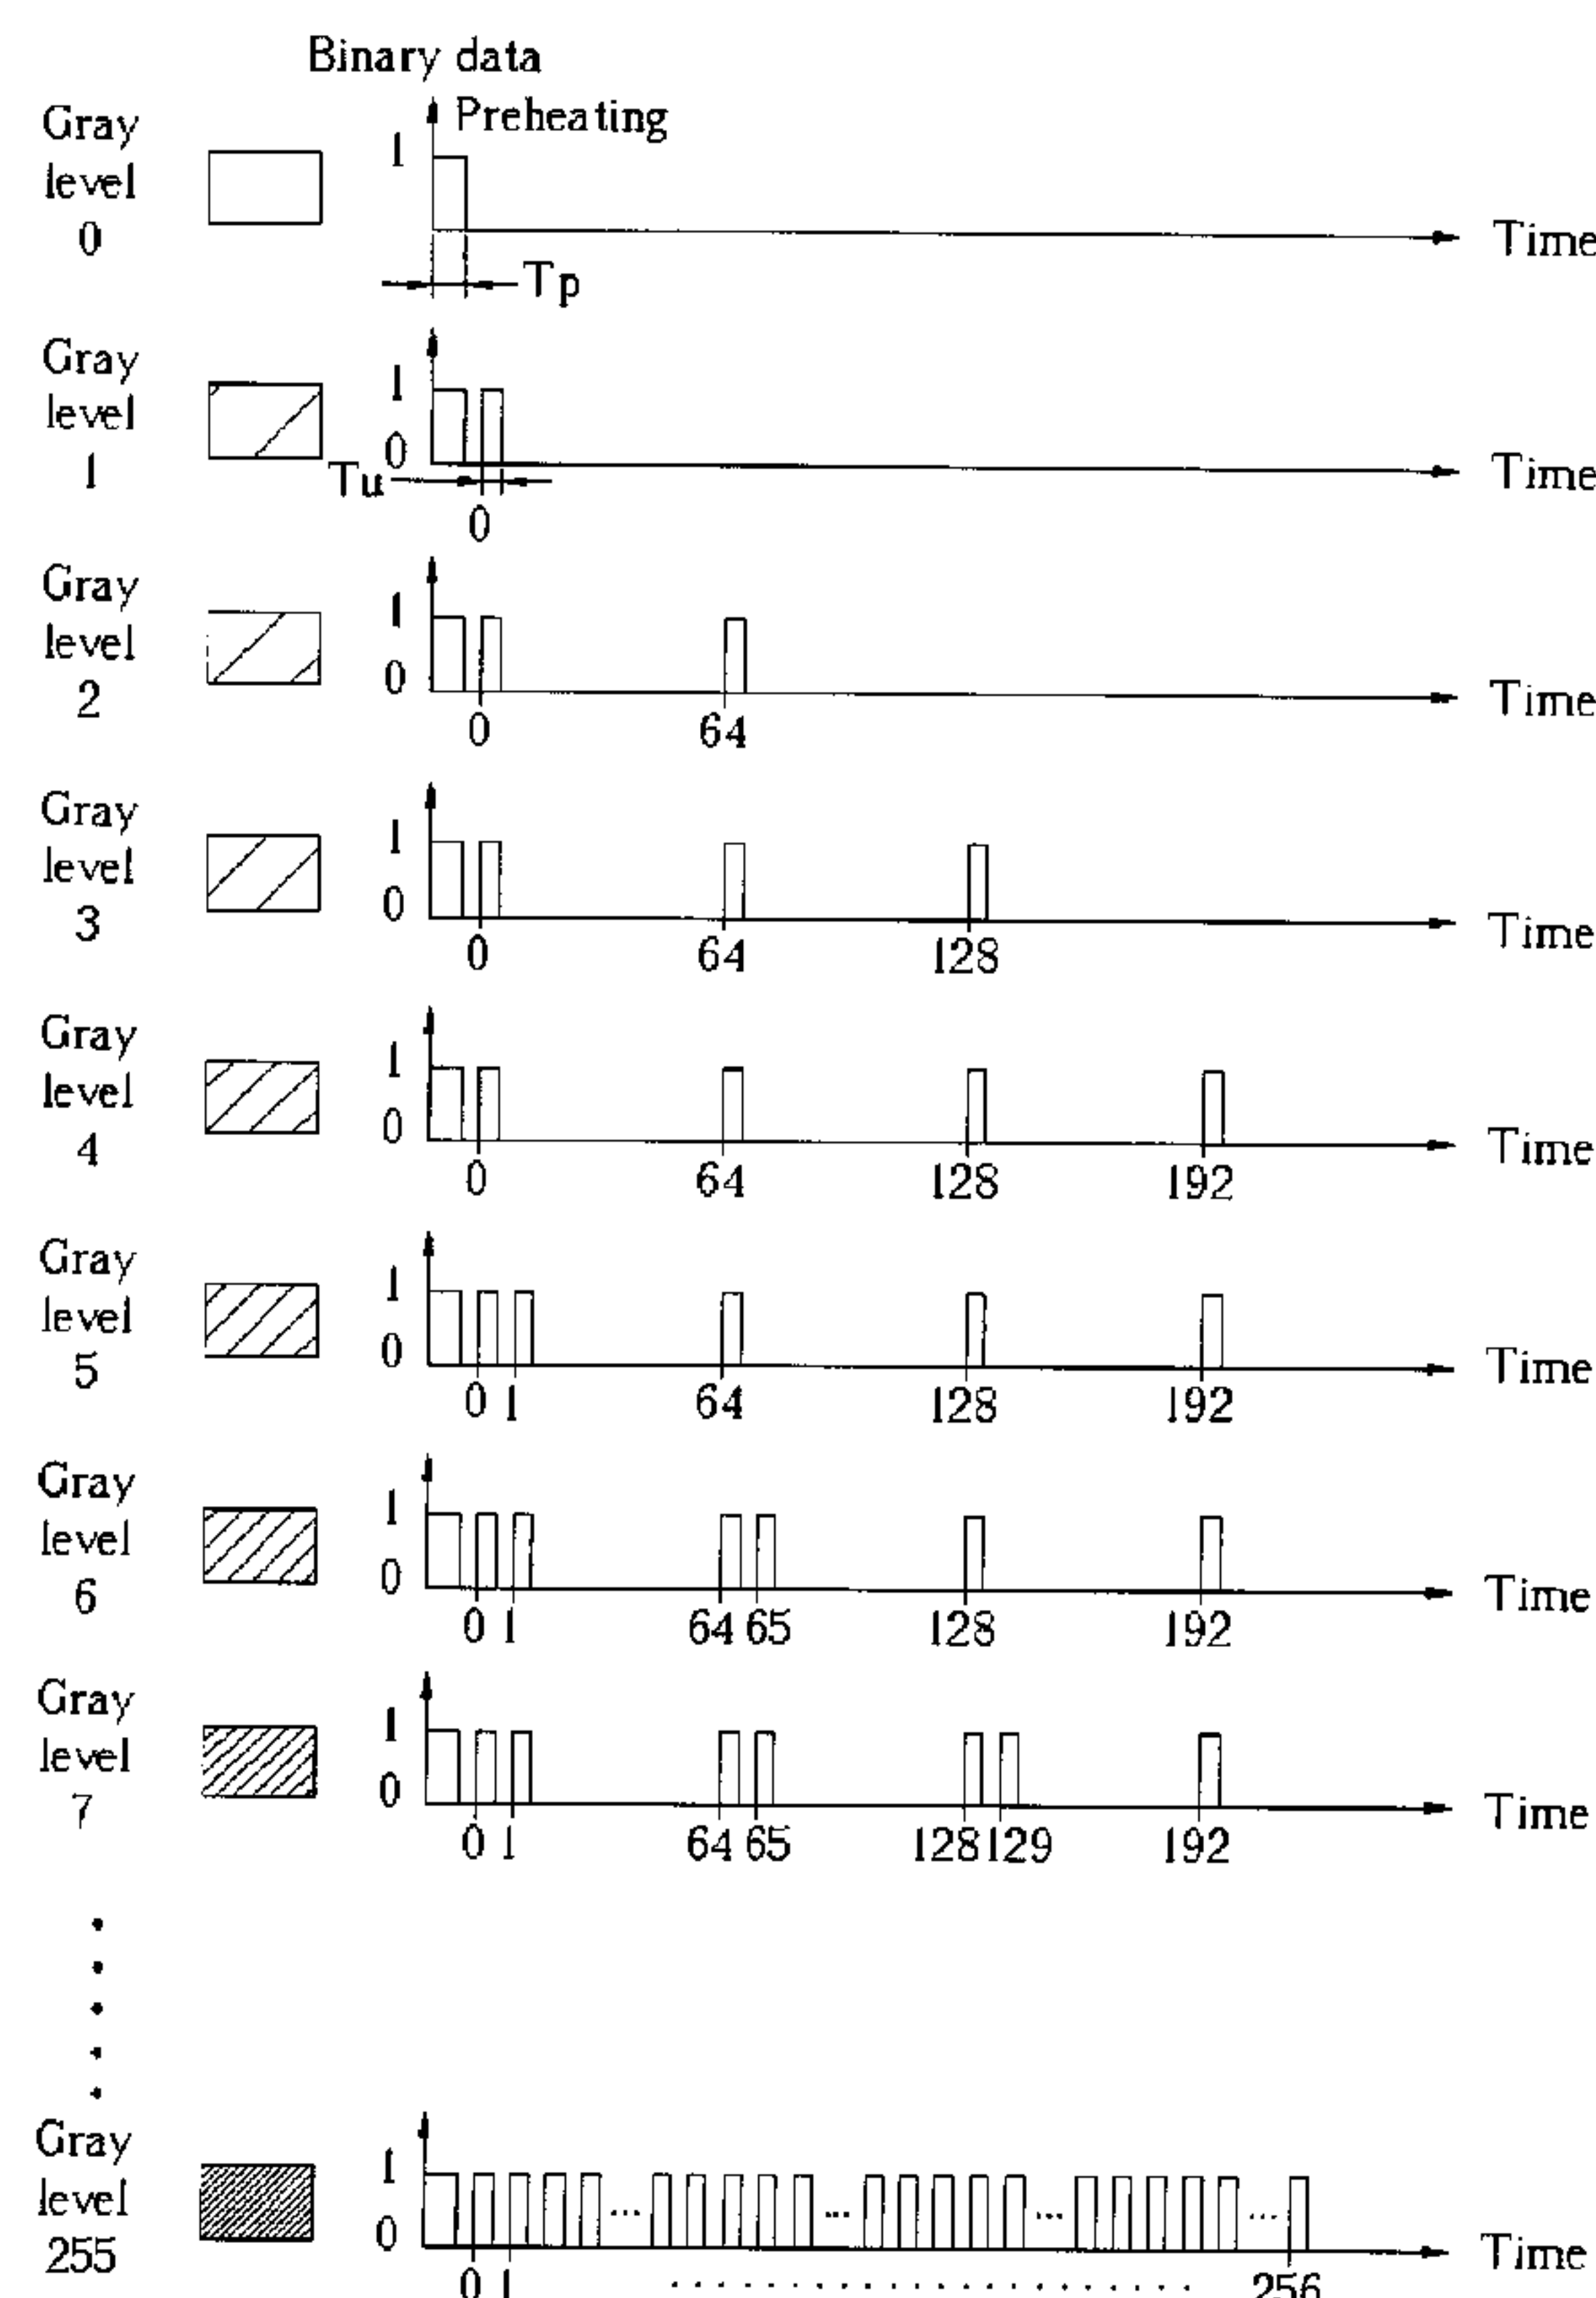 Binary data
Preheating
Gray
level
0
1
Time
Tp
Gray
level
1
1
0
Tu
0
Time
Gray
level
2
1
0
0
64
Time
Gray
level
3
1
0
0
64
128
Time
Gray
level
4
1
0
0
64
128
192
Time
Gray
level
5
1
0
0 1
64
128
192
Time
Gray
level
6
1
0
0 1
64 65
128
192
Time
Gray
level
7
1
0
0 1
64 65
128 129
192
Time
Gray
level
255
1
0
0 1
256
Time